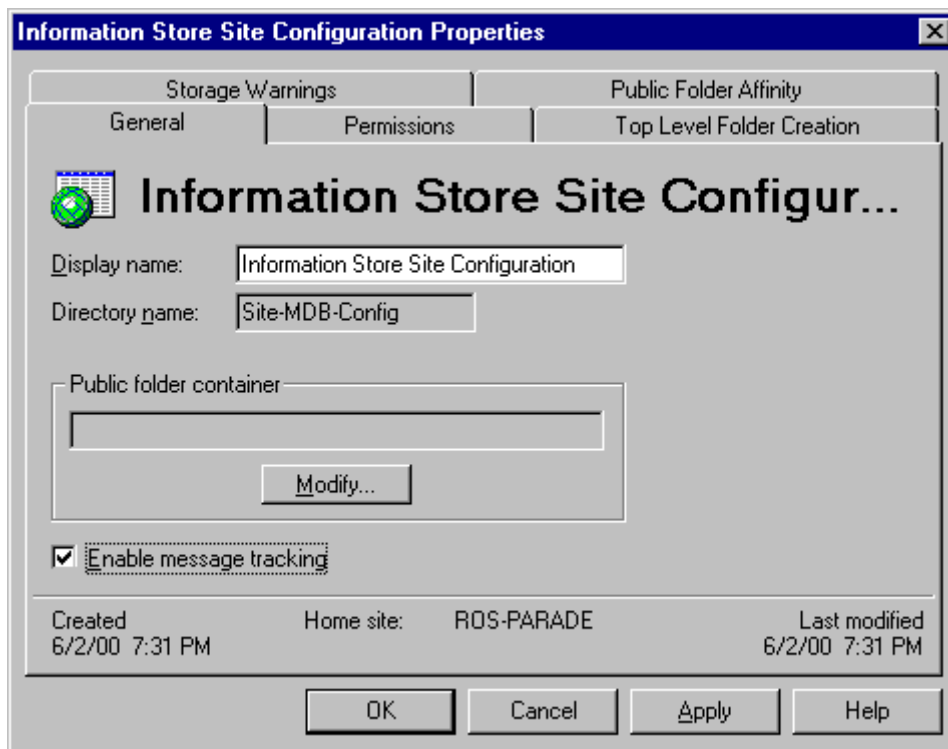 Information Store Site Configuration Properties
Storage Warnings
Public Folder Affinity
General
Permissions
Top Level Folder Creation
Information Store Site Configur...
Display name:
Information Store Site Configuration
Directory name:
Site-MDB-Config
Public folder container
Modify...
Enable message tracking
Created
6/2/00 7:31 PM
Home site:
ROS-PARADE
Last modified
6/2/00 7:31 PM
OK
Cancel
Apply
Help